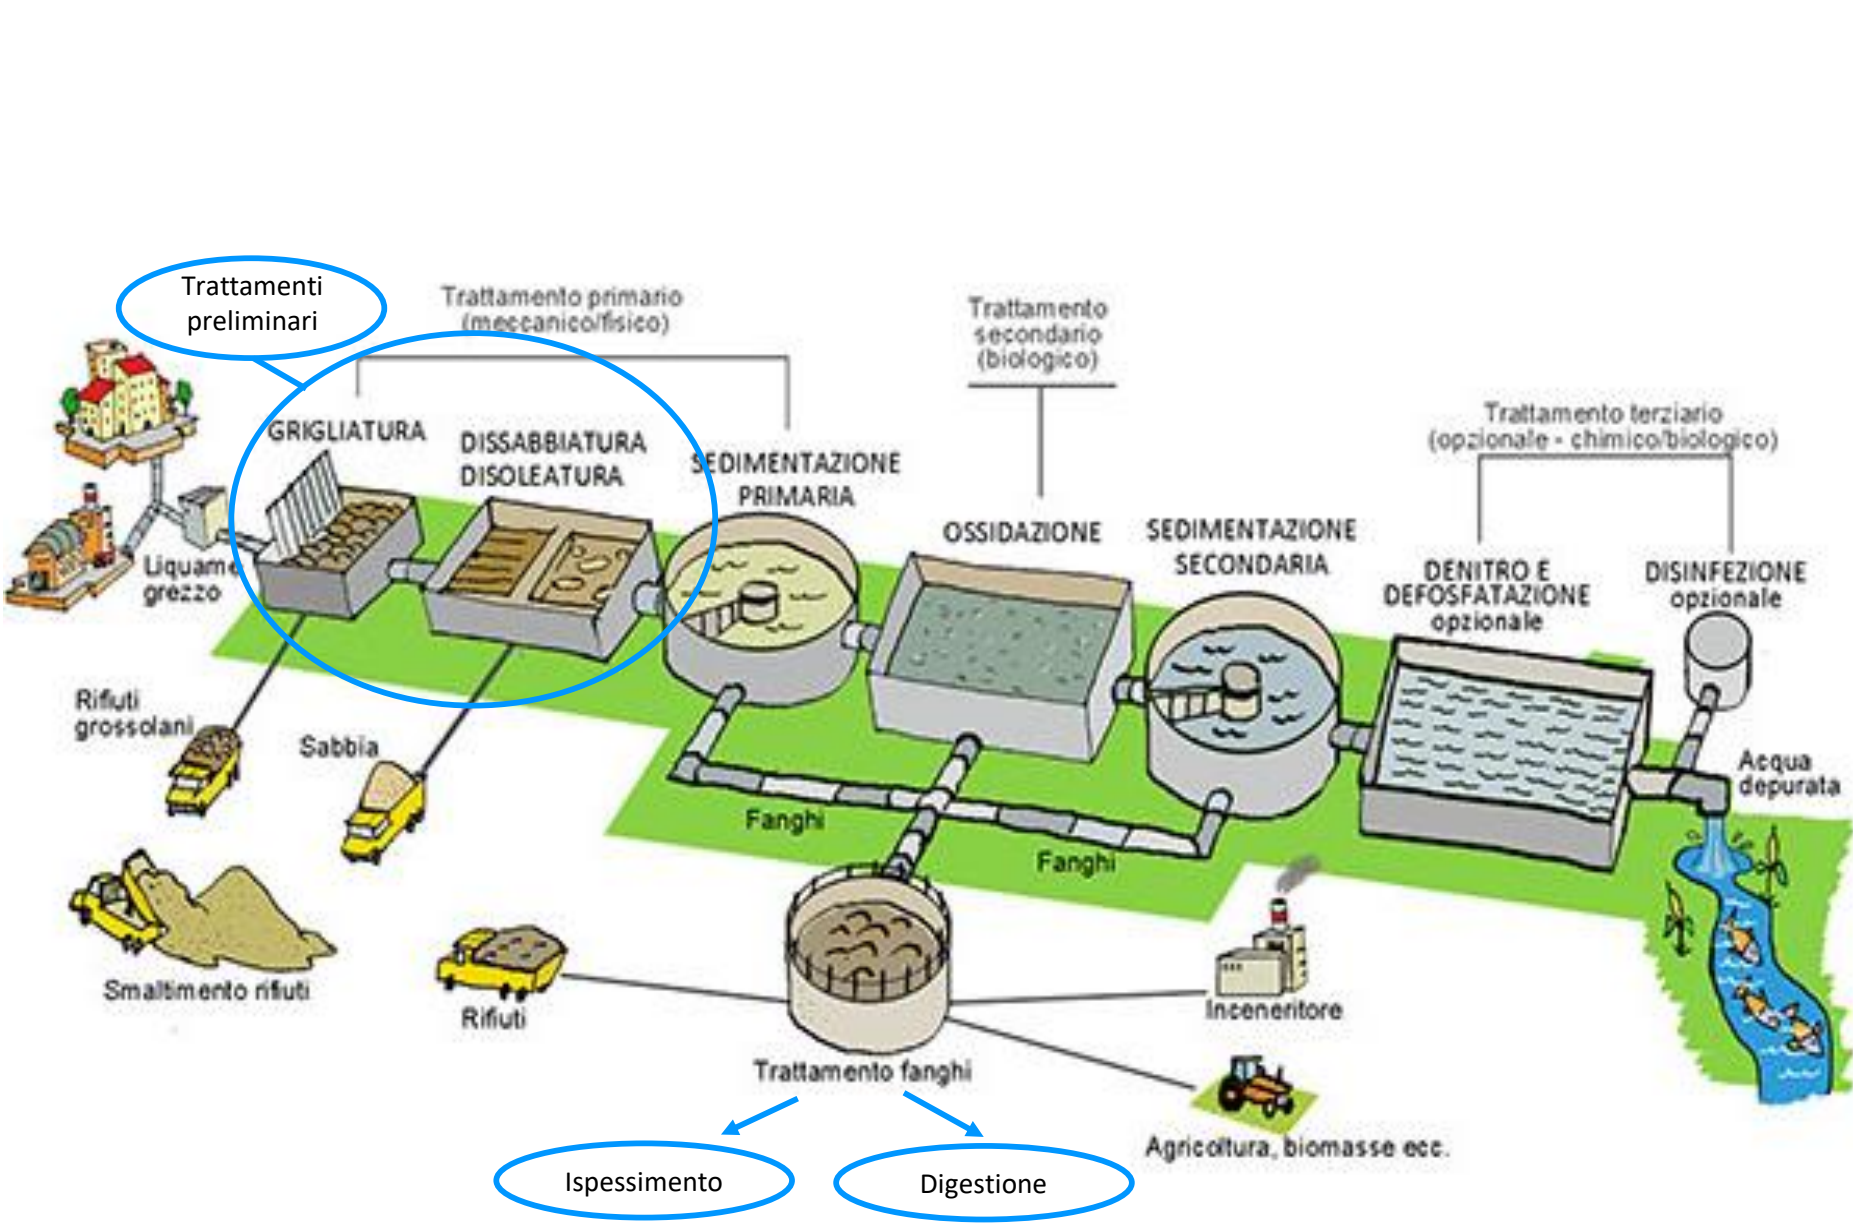 Trattamenti
preliminari
Trattamento primario
(meccanico/fisico)
Trattamento
secondario
(biologico)
Trattamento terziario
(opzionale - chimico/biologico)
GRIGLIATURA
DISSABBIATURA
DISOLEATURA
SEDIMENTAZIONE
PRIMARIA
OSSIDAZIONE
SEDIMENTAZIONE
SECONDARIA
DENITRO E
DEFOSFATAZIONE
opzionale
DISINFEZIONE
opzionale
Liquame
grezzo
Rifiuti
grossolani
Sabbia
Acqua
depurata
Fanghi
Fanghi
Smaltimento rifiuti
Rifiuti
Inceneritore
Trattamento fanghi
Agricoltura, biomasse ecc.
Ispessimento
Digestione